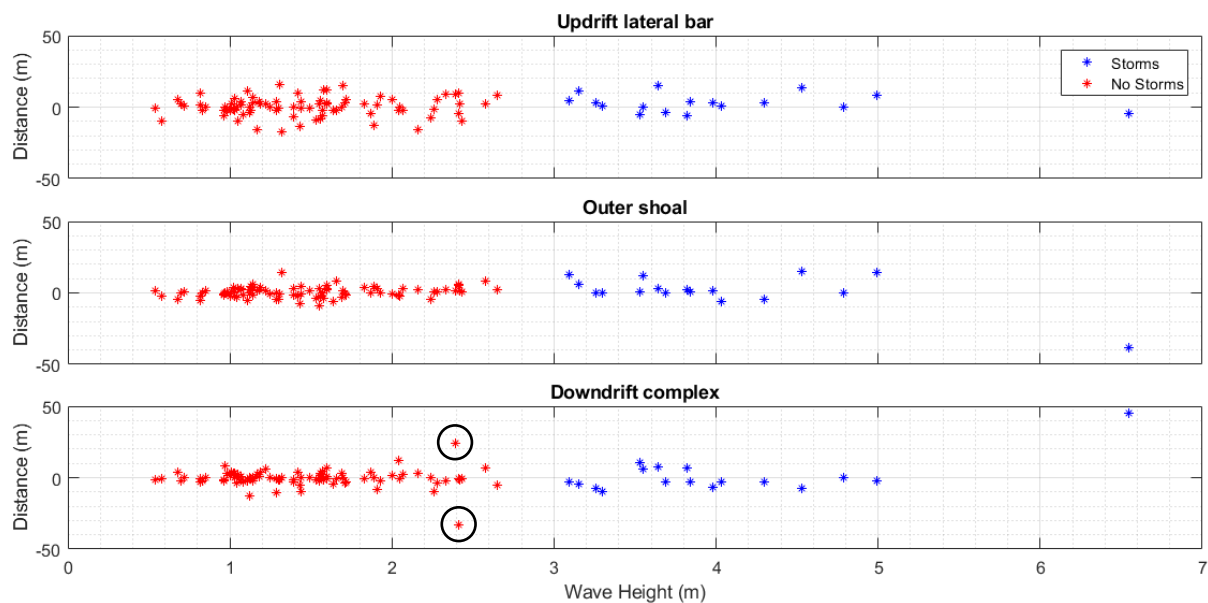 Updrift lateral bar
50
0
-50
Distance (m)
Storms
No Storms
Outer shoal
50
0
-50
Distance (m)
Downdrift complex
50
0
-50
Distance (m)
0 1 2 3 4 5 6 7
Wave Height (m)